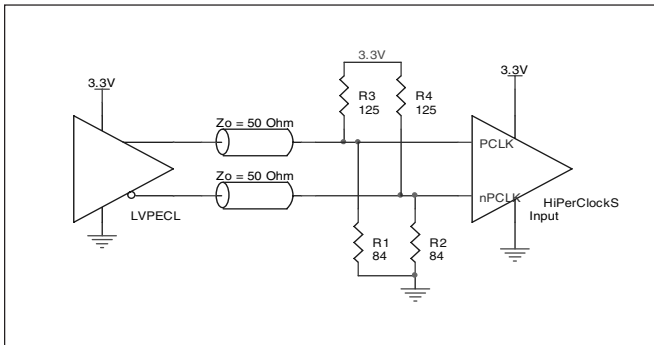 3.3V
3.3V
3.3V
R3
125
R4
125
Zo = 50 Ohm
PCLK
Zo = 50 Ohm
nPCLK
HiPerClockS
Input
LVPECL
R1
84
R2
84